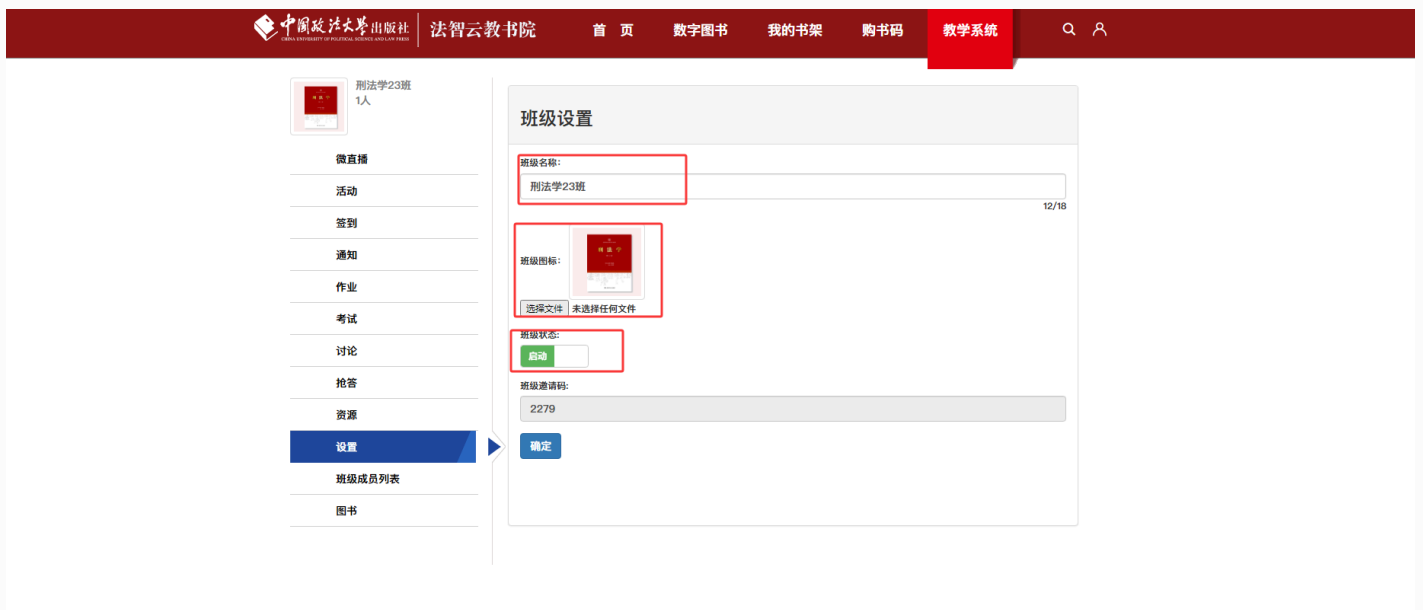 中国政法大学出版社
CHINA UNIVERSITY OF POLITICAL SCIENCE AND LAW PRESS
法智云教书院
首 页
数字图书
我的书架
购书码
教学系统
刑法学23班
1人
微直播
活动
签到
通知
作业
考试
讨论
抢答
资源
设置
班级成员列表
图书
班级设置
班级名称:
刑法学23班
12/18
班级图标:
选择文件 未选择任何文件
班级状态:
启动
班级邀请码:
2279
确定